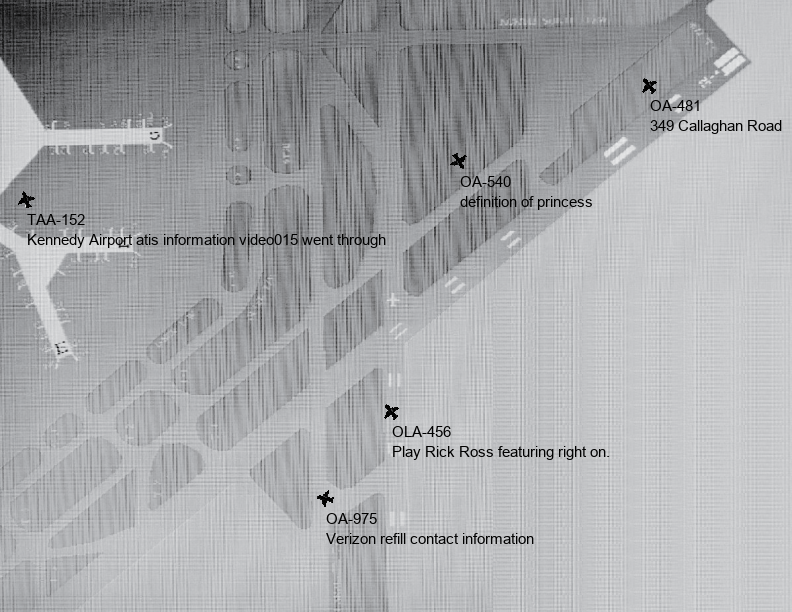 OA-481
349 Callaghan Road
OA-540
definition of princess
TAA-152
Kennedy Airport atis information video015 went through
OLA-456
Play Rick Ross featuring right on.
OA-975
Verizon refill contact information